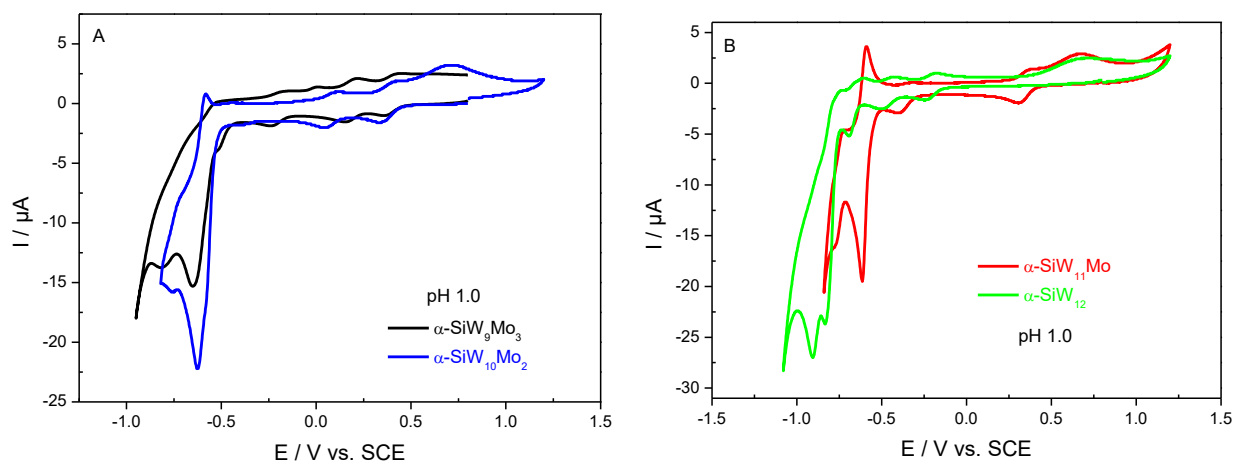 A
5
0
-5
-10
-15
-20
-25
I / µA
-1.0
-0.5
0.0
0.5
1.0
1.5
E / V vs. SCE
pH 1.0
α-SiW₉Mo₃
α-SiW₁₀Mo₂
B
5
0
-5
-10
-15
-20
-25
-30
I / µA
-1.5
-1.0
-0.5
0.0
0.5
1.0
1.5
E / V vs. SCE
α-SiW₁₁Mo
α-SiW₁₂
pH 1.0